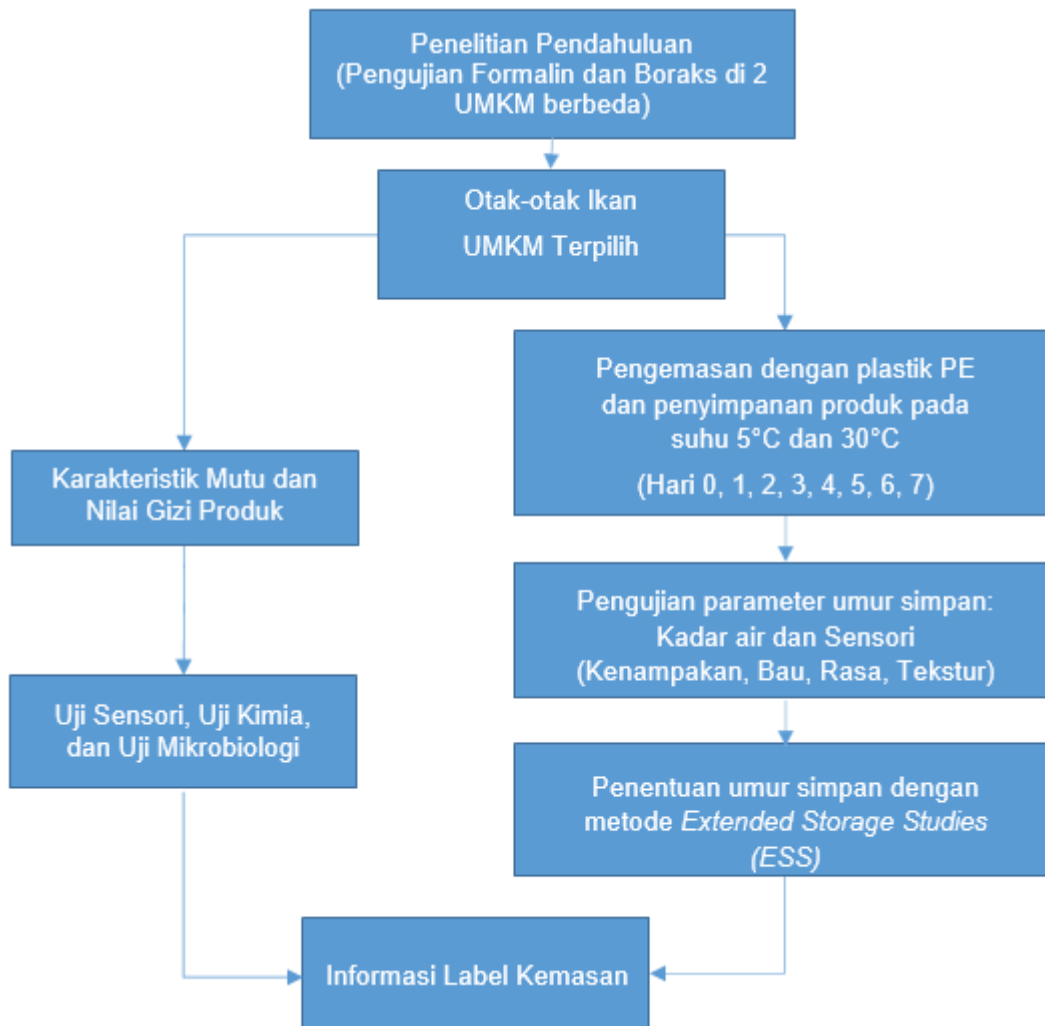 Penelitian Pendahuluan
(Pengujian Formalin dan Boraks di 2
UMKM berbeda)
Otak-otak Ikan
UMKM Terpilih
Karakteristik Mutu dan
Nilai Gizi Produk
Uji Sensori, Uji Kimia,
dan Uji Mikrobiologi
Pengemasan dengan plastik PE
dan penyimpanan produk pada
suhu 5°C dan 30°C
(Hari 0, 1, 2, 3, 4, 5, 6, 7)
Pengujian parameter umur simpan:
Kadar air dan Sensori
(Kenampakan, Bau, Rasa, Tekstur)
Penentuan umur simpan dengan
metode Extended Storage Studies
(ESS)
Informasi Label Kemasan